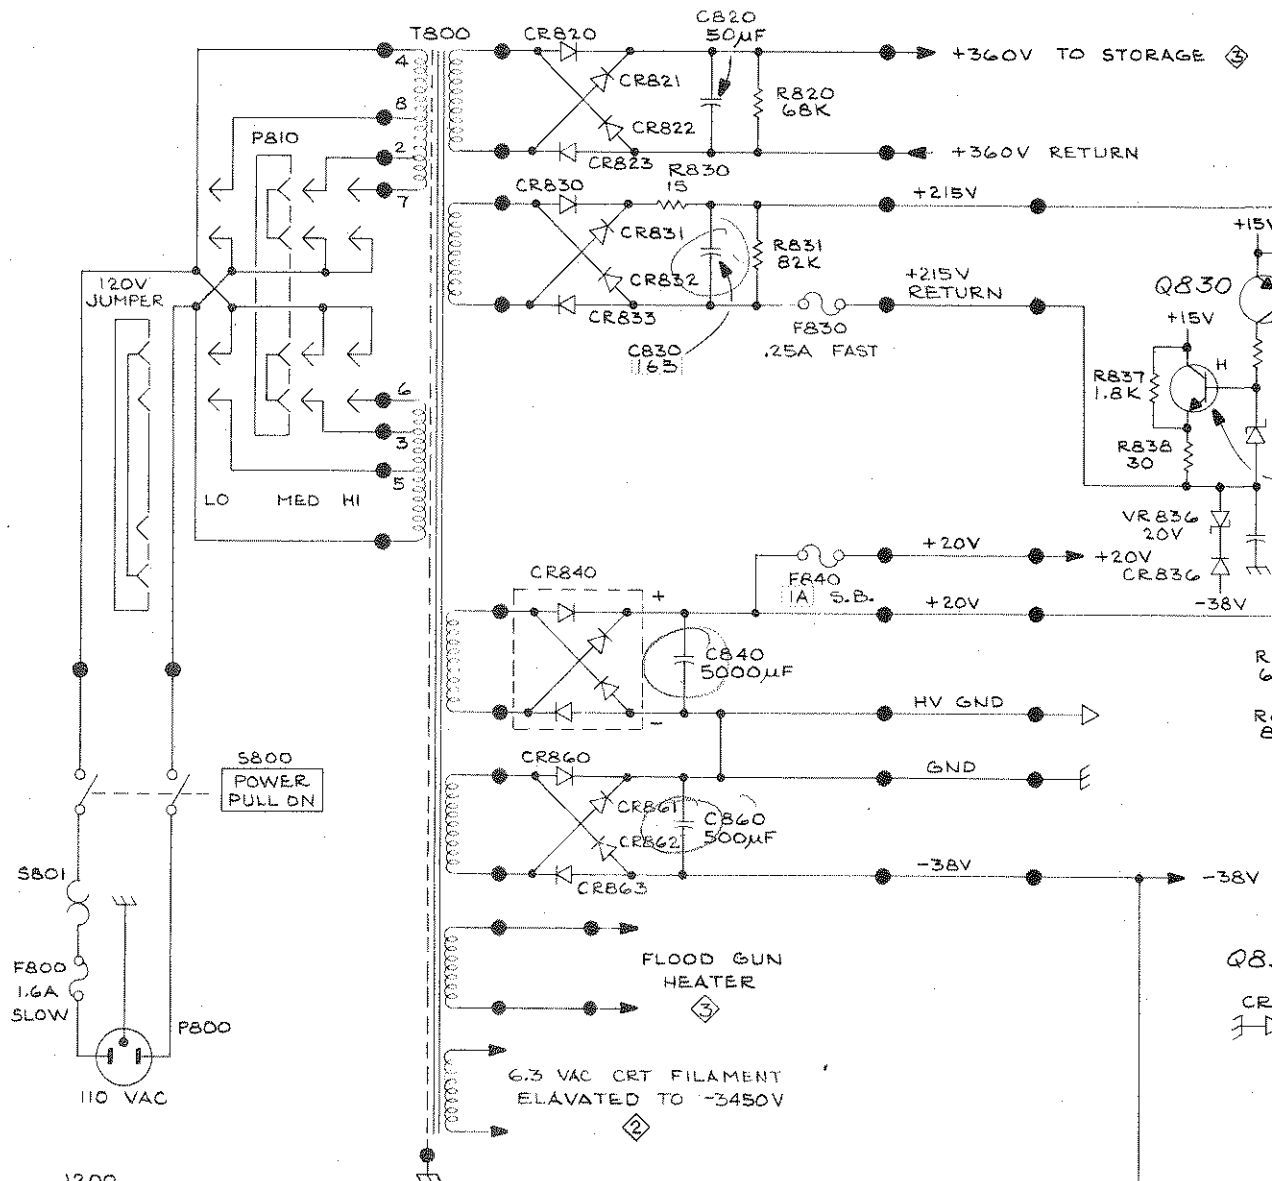 T800
CR820
C820
50µF
+360V TO STORAGE 3
4
CR821
R820
68K
8
P810
CR822
2
CR823
+360V RETURN
7
CR830
R830
15
+215V
CR831
R831
82K
+15V
120V
JUMPER
CR832
+215V
RETURN
Q830
CR833
F830
.25A FAST
+15V
C830
163
H
R837
1.8K
6
3
R838
30
5
LO MED HI
VR836
20V
+20V
+20V
CR840
F840
1A S.B.
CR836
+
+20V
-38V
C840
5000µF
R
6
-
HV GND
R
8
S800
POWER
PULL ON
CR860
GND
CR861
C860
500µF
CR862
S801
CR863
-38V
-38V
FLOOD GUN
HEATER
3
F800
1.6A
SLOW
Q83
CR
P800
110 VAC
6.3 VAC CRT FILAMENT
ELAVATED TO -3450V
2